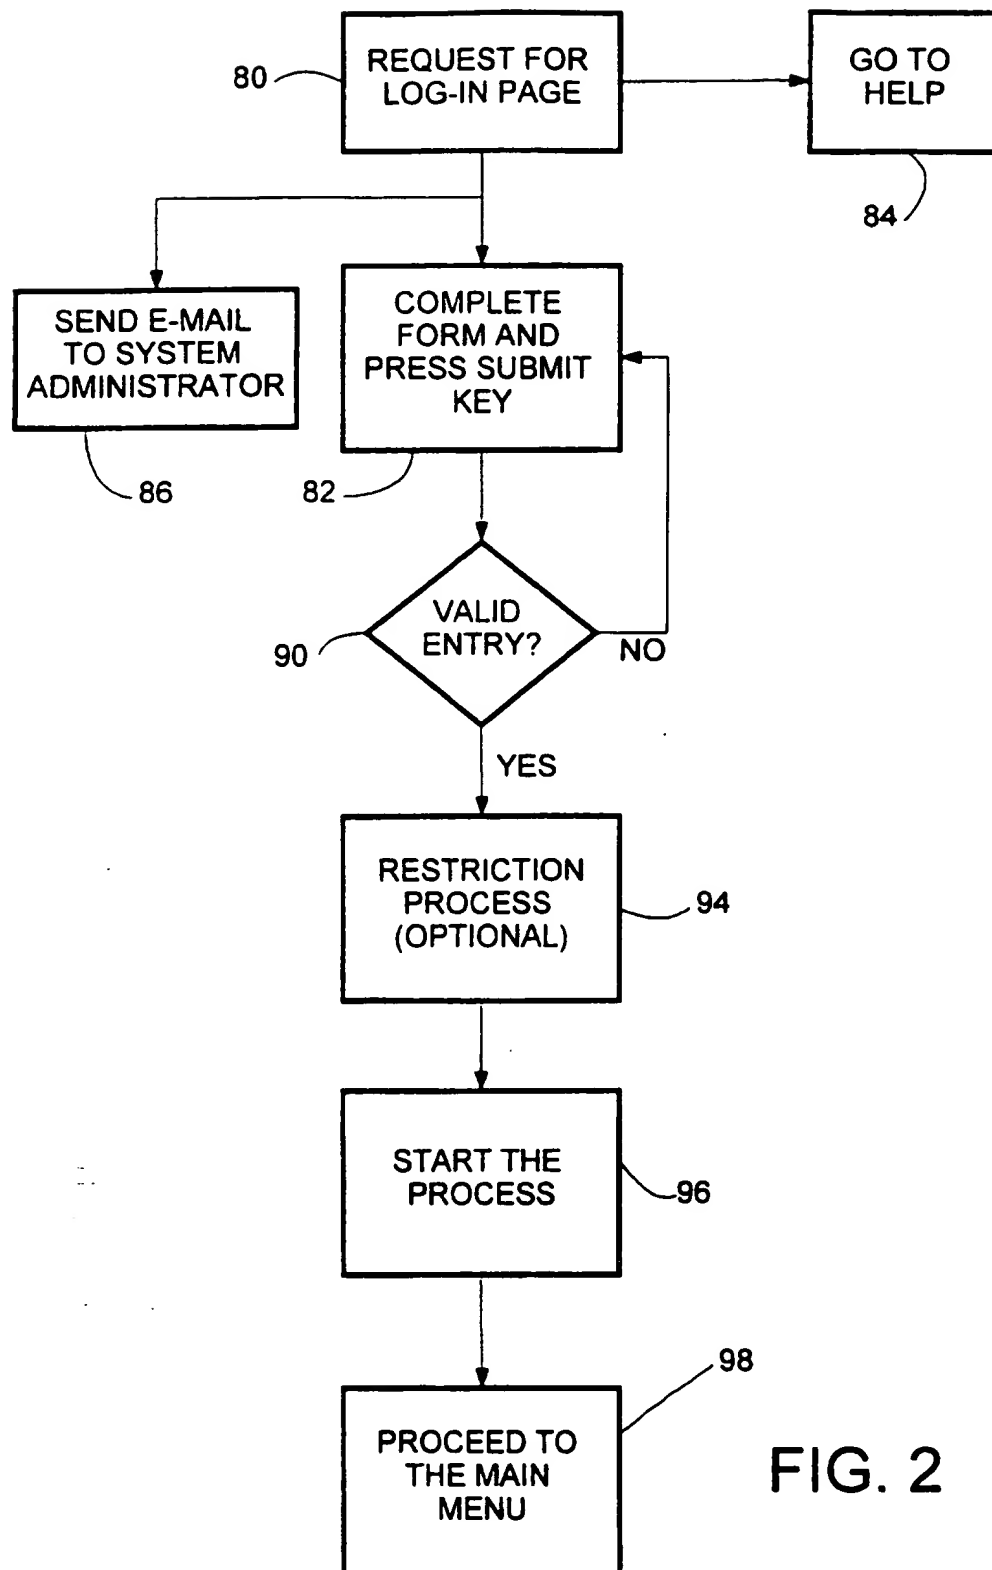 REQUEST FOR
LOG-IN PAGE
80
GO TO
HELP
84
SEND E-MAIL
TO SYSTEM
ADMINISTRATOR
86
COMPLETE
FORM AND
PRESS SUBMIT
KEY
82
VALID
ENTRY?
90
NO
YES
RESTRICTION
PROCESS
(OPTIONAL)
94
START THE
PROCESS
96
98
PROCEED TO
THE MAIN
MENU
FIG. 2